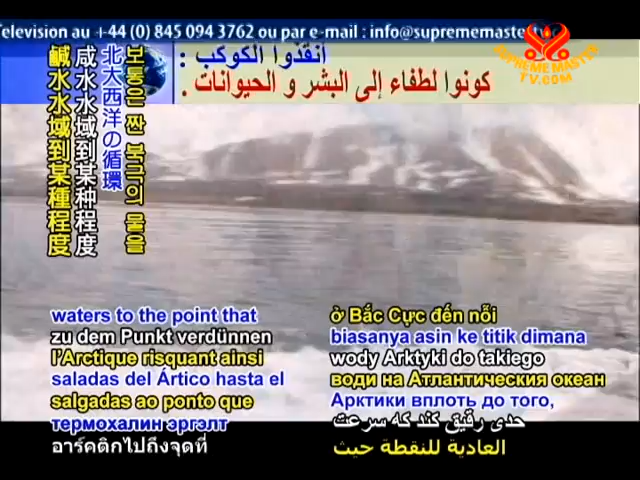 Television au +44 (0) 845 094 3762 ou par e-mail : info@suprememaste
SUPREME MASTER
TV.COM
أنقذوا الكوكب :
كونوا لطفاء إلى البشر و الحيوانات .
鹹水水域到某種程度
咸水水域到某种程度
北大西洋の循環
보통은 짠 북극의 물을
waters to the point that
zu dem Punkt verdünnen
l'Arctique risquant ainsi
saladas del Ártico hasta el
salgadas ao ponto que
термохалин эргэлт
อาร์คติกไปถึงจุดที่
ở Bắc Cực đến nỗi
biasanya asin ke titik dimana
wody Arktyki do takiego
води на Атлантическия океан
Арктики вплоть до того,
حدی رقیق کند که سرعت
العادية للنقطة حيث